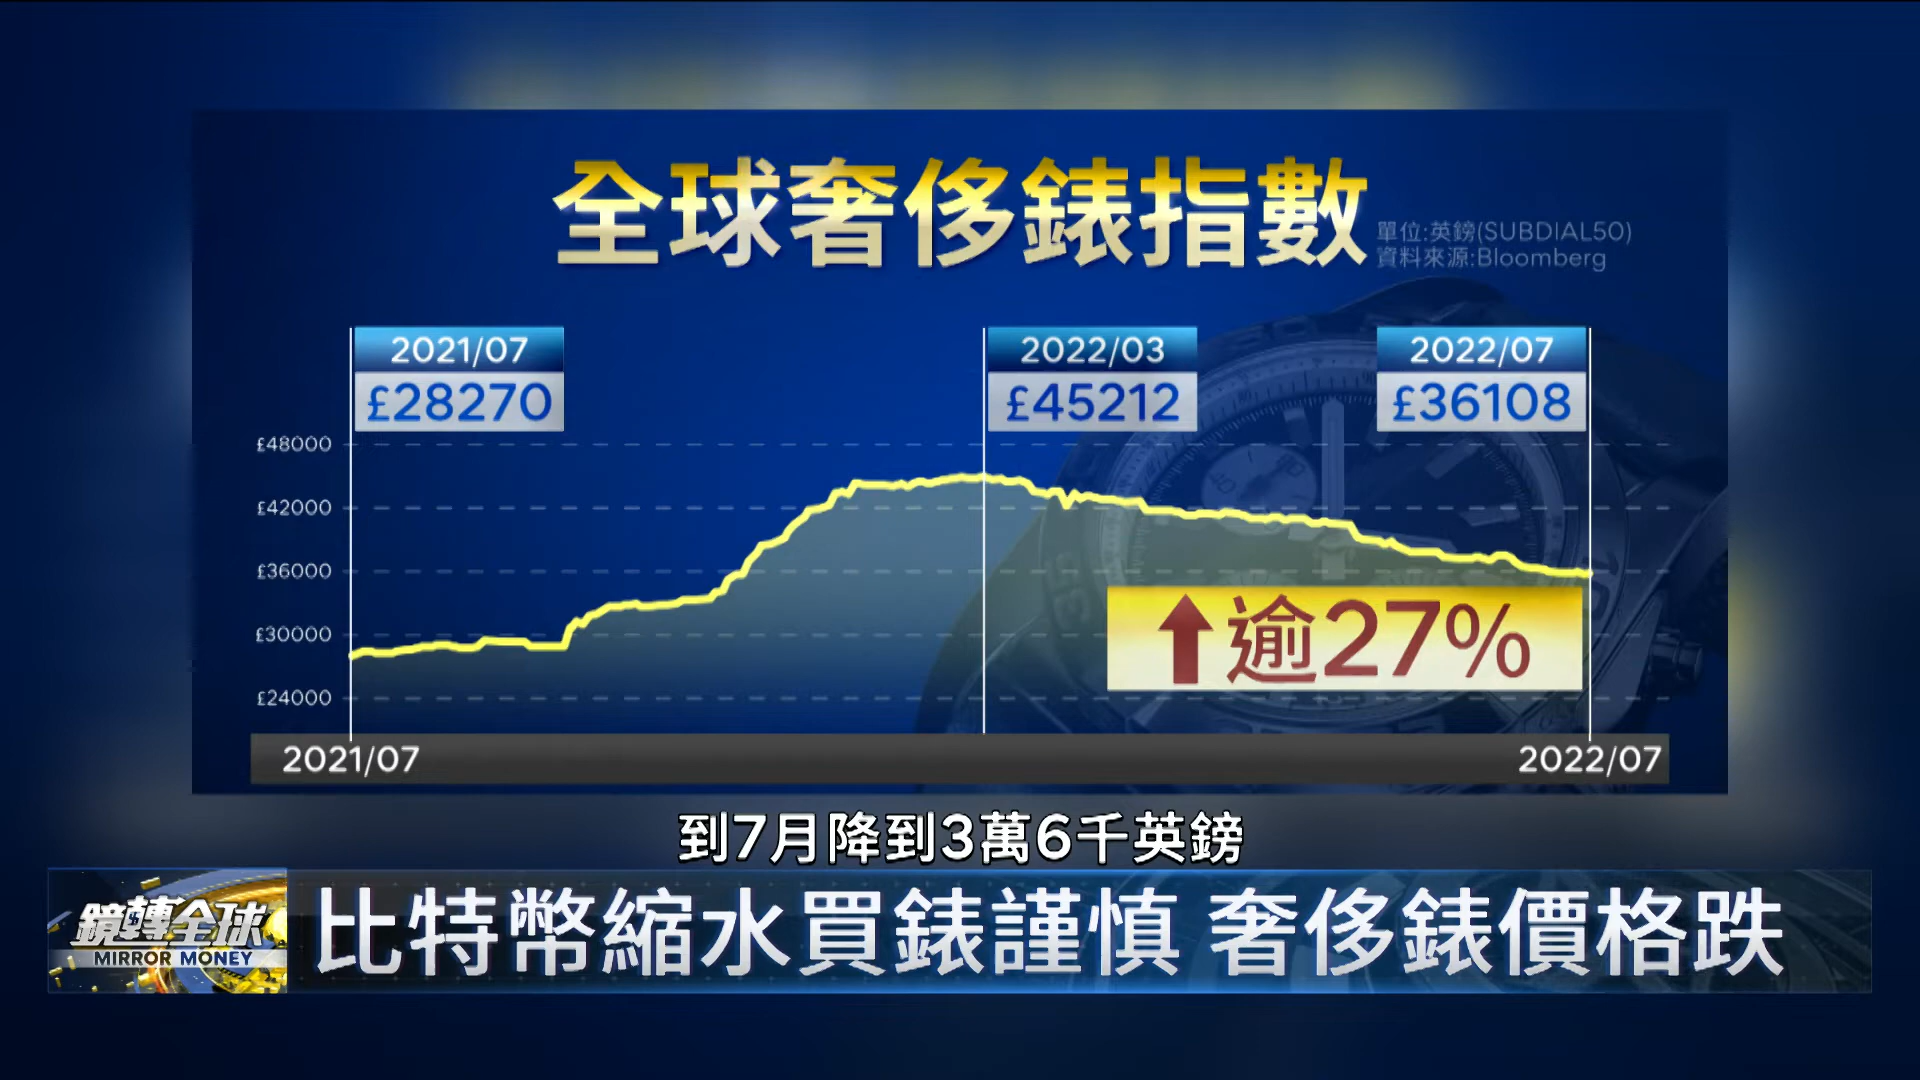 全球奢侈錶指數
單位:英鎊(SUBDIAL50)
資料來源:Bloomberg
2021/07
£28270
2022/03
£45212
2022/07
£36108
£48000
£42000
£36000
£30000
£24000
逾27%
2021/07
2022/07
到7月降到3萬6千英鎊
鏡轉全球
MIRROR MONEY
比特幣縮水買錶謹慎 奢侈錶價格跌